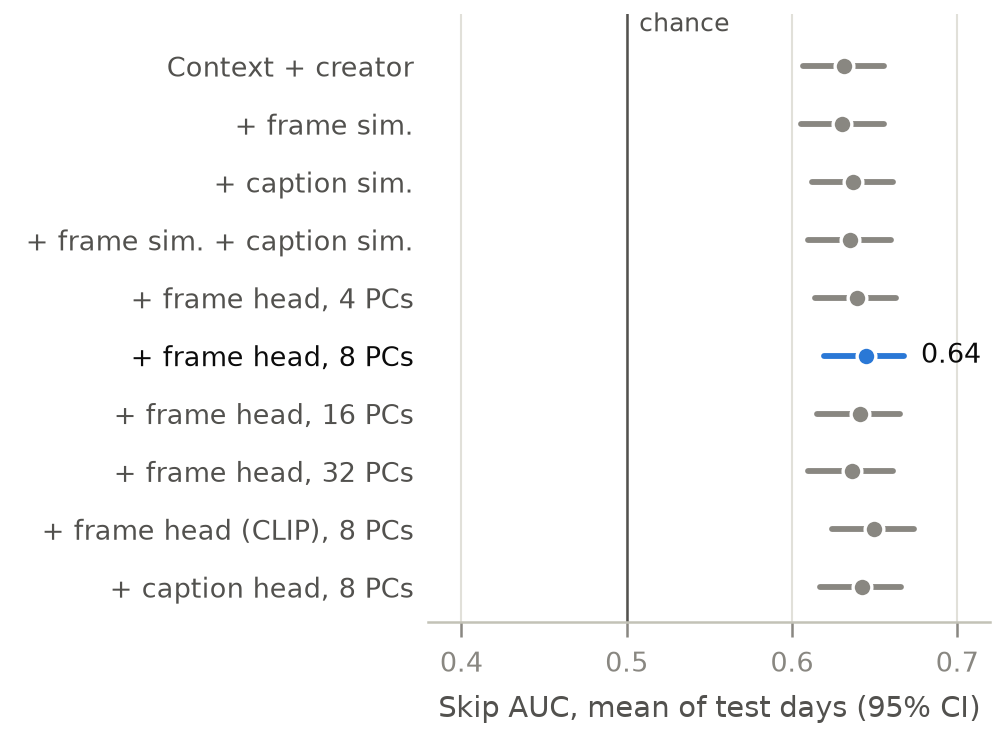 chance
Context + creator
+ frame sim.
+ caption sim.
+ frame sim. + caption sim.
+ frame head, 4 PCs
+ frame head, 8 PCs 0.64
+ frame head, 16 PCs
+ frame head, 32 PCs
+ frame head (CLIP), 8 PCs
+ caption head, 8 PCs
0.4 0.5 0.6 0.7
Skip AUC, mean of test days (95% CI)